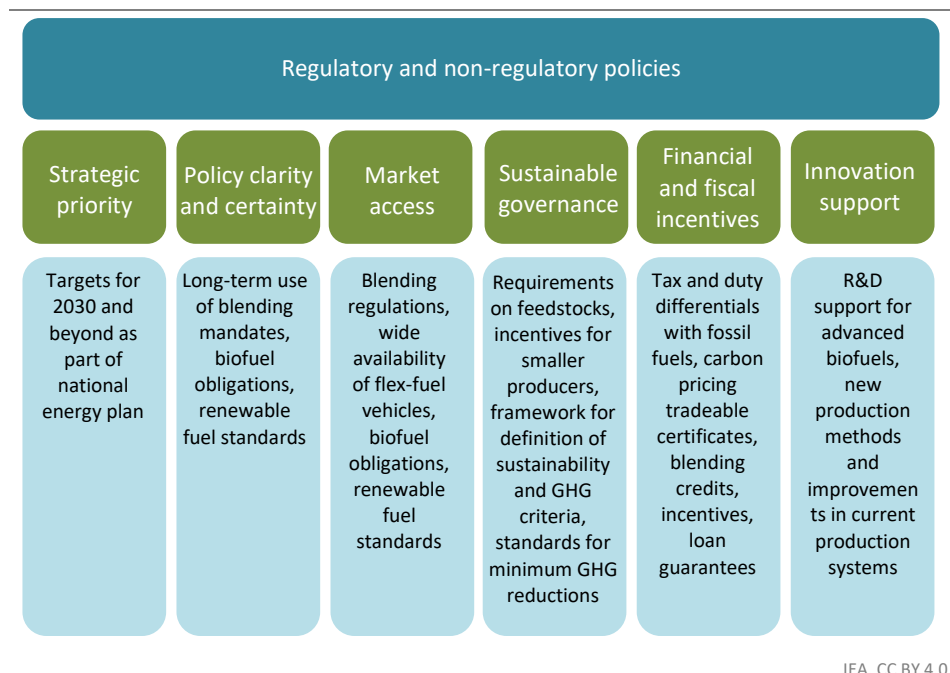 Regulatory and non-regulatory policies
Strategic
priority
Policy clarity
and certainty
Market
access
Sustainable
governance
Financial
and fiscal
incentives
Innovation
support
Targets for
2030 and
beyond as
part of
national
energy plan
Long-term use
of blending
mandates,
biofuel
obligations,
renewable
fuel standards
Blending
regulations,
wide
availability
of flex-fuel
vehicles,
biofuel
obligations,
renewable
fuel
standards
Requirements
on feedstocks,
incentives for
smaller
producers,
framework for
definition of
sustainability
and GHG
criteria,
standards for
minimum GHG
reductions
Tax and duty
differentials
with fossil
fuels, carbon
pricing
tradeable
certificates,
blending
credits,
incentives,
loan
guarantees
R&D
support for
advanced
biofuels,
new
production
methods
and
improvemen
ts in current
production
systems
IEA. CC BY 4.0